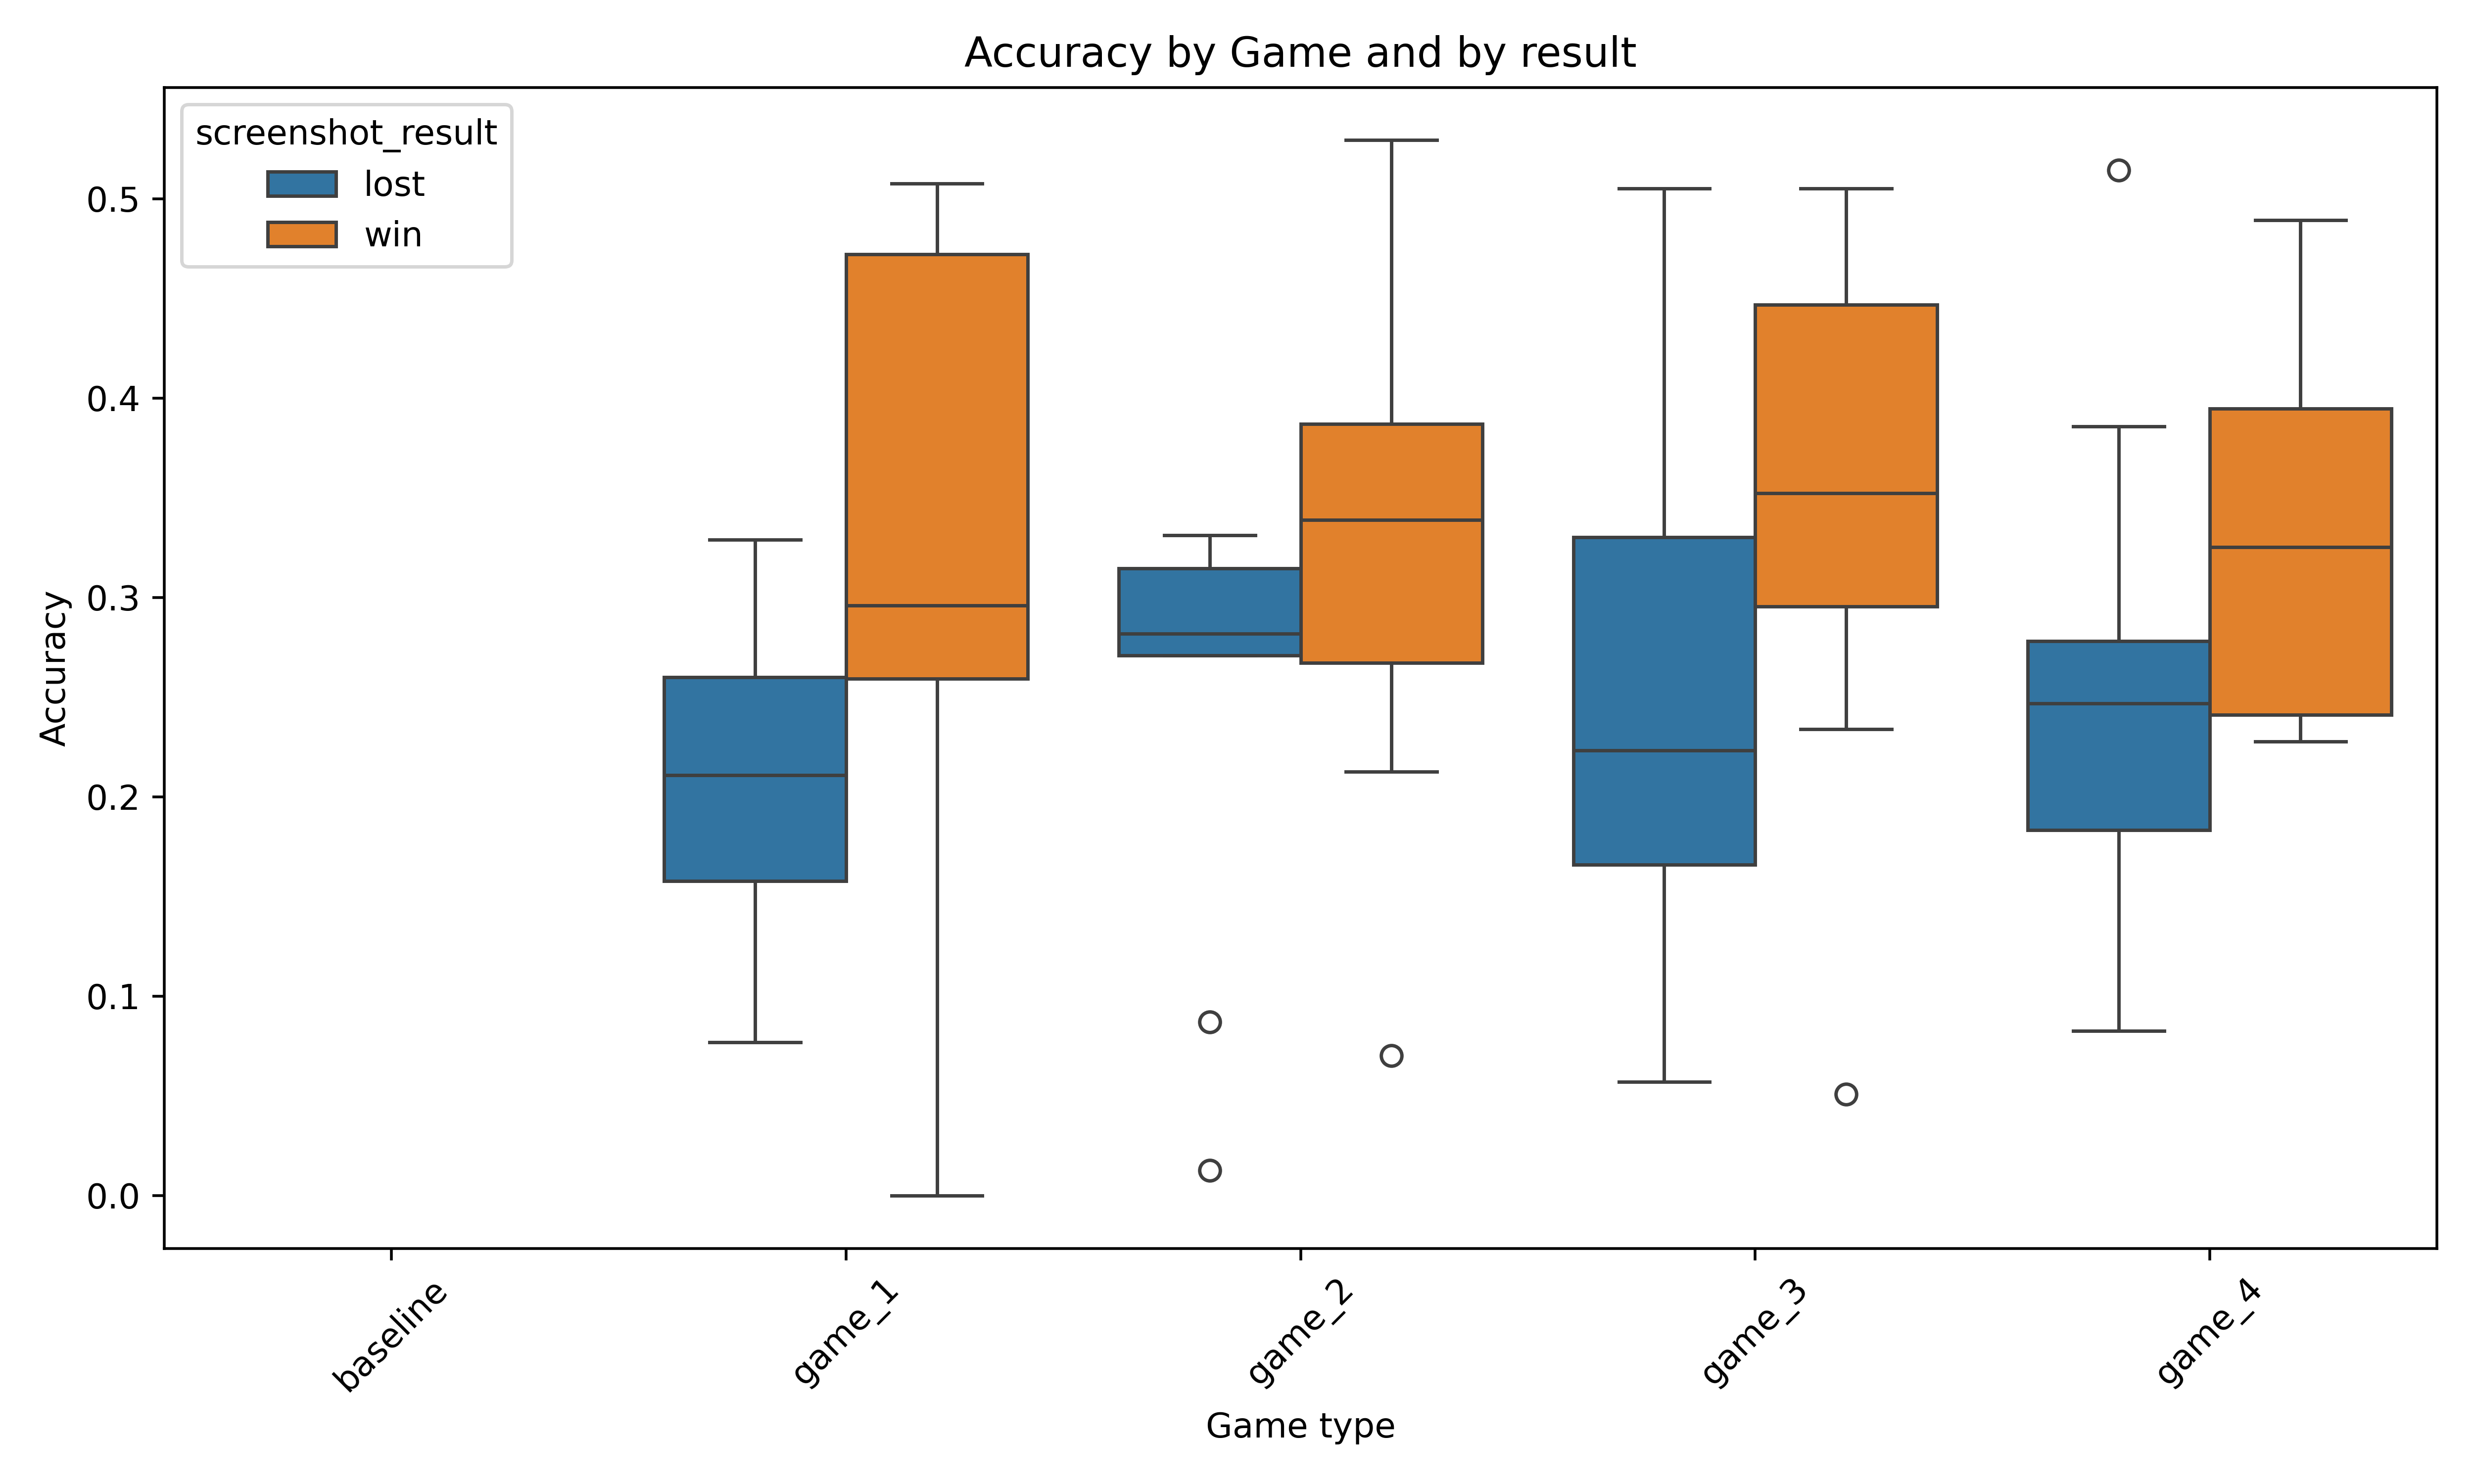 Accuracy by Game and by result
screenshot_result
lost
win
Accuracy
0.5
0.4
0.3
0.2
0.1
0.0
baseline
game_1
game_2
game_3
game_4
Game type